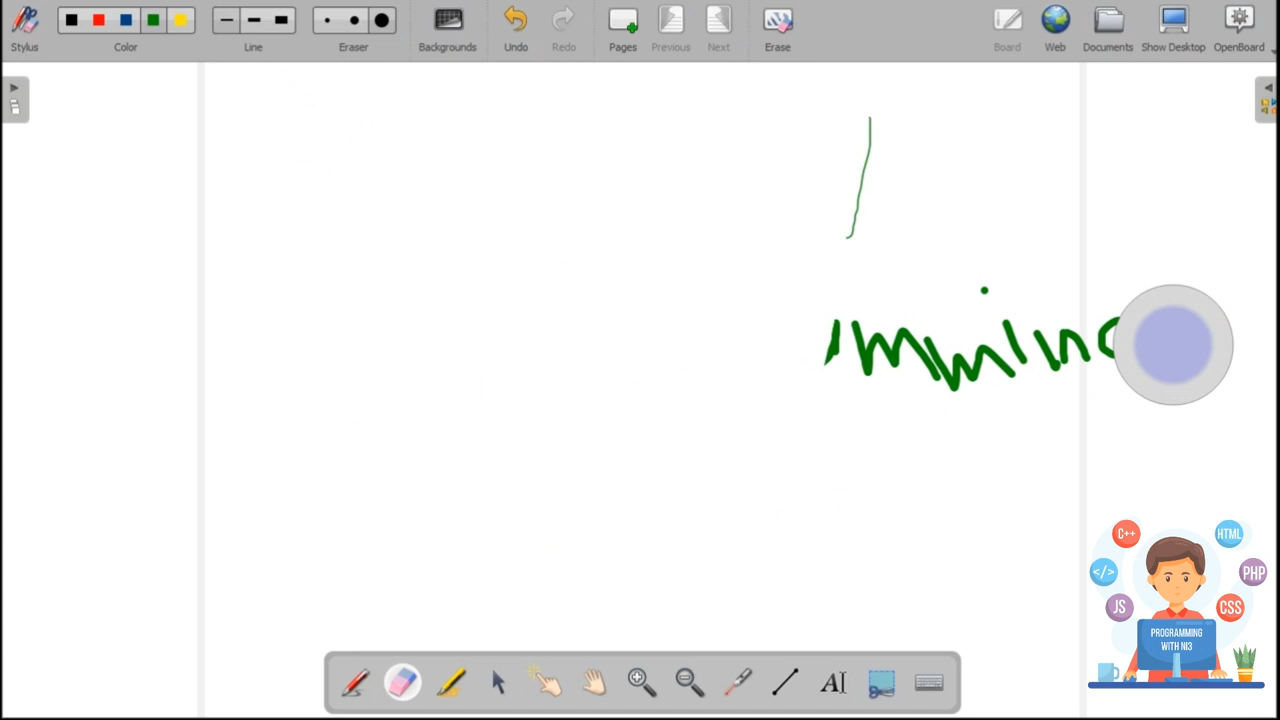 Stylus Color Line Eraser Backgrounds Undo Redo Pages Previous Next Erase Board Web Documents Show Desktop OpenBoard
C++
HTML
</>
PHP
JS
CSS
PROGRAMMING
WITH NI3